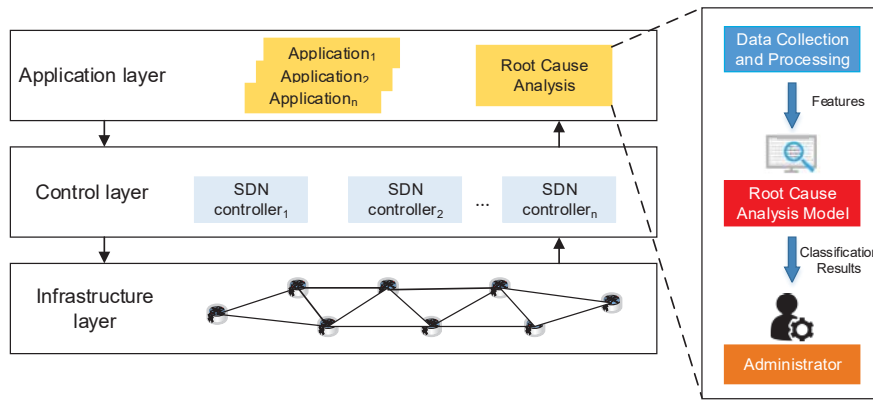 Application layer
Application₁
Application₂
Applicationₙ
Root Cause
Analysis
Control layer
SDN
controller₁
SDN
controller₂
...
SDN
controllerₙ
Infrastructure
layer
Data Collection
and Processing
Features
Root Cause
Analysis Model
Classification
Results
Administrator